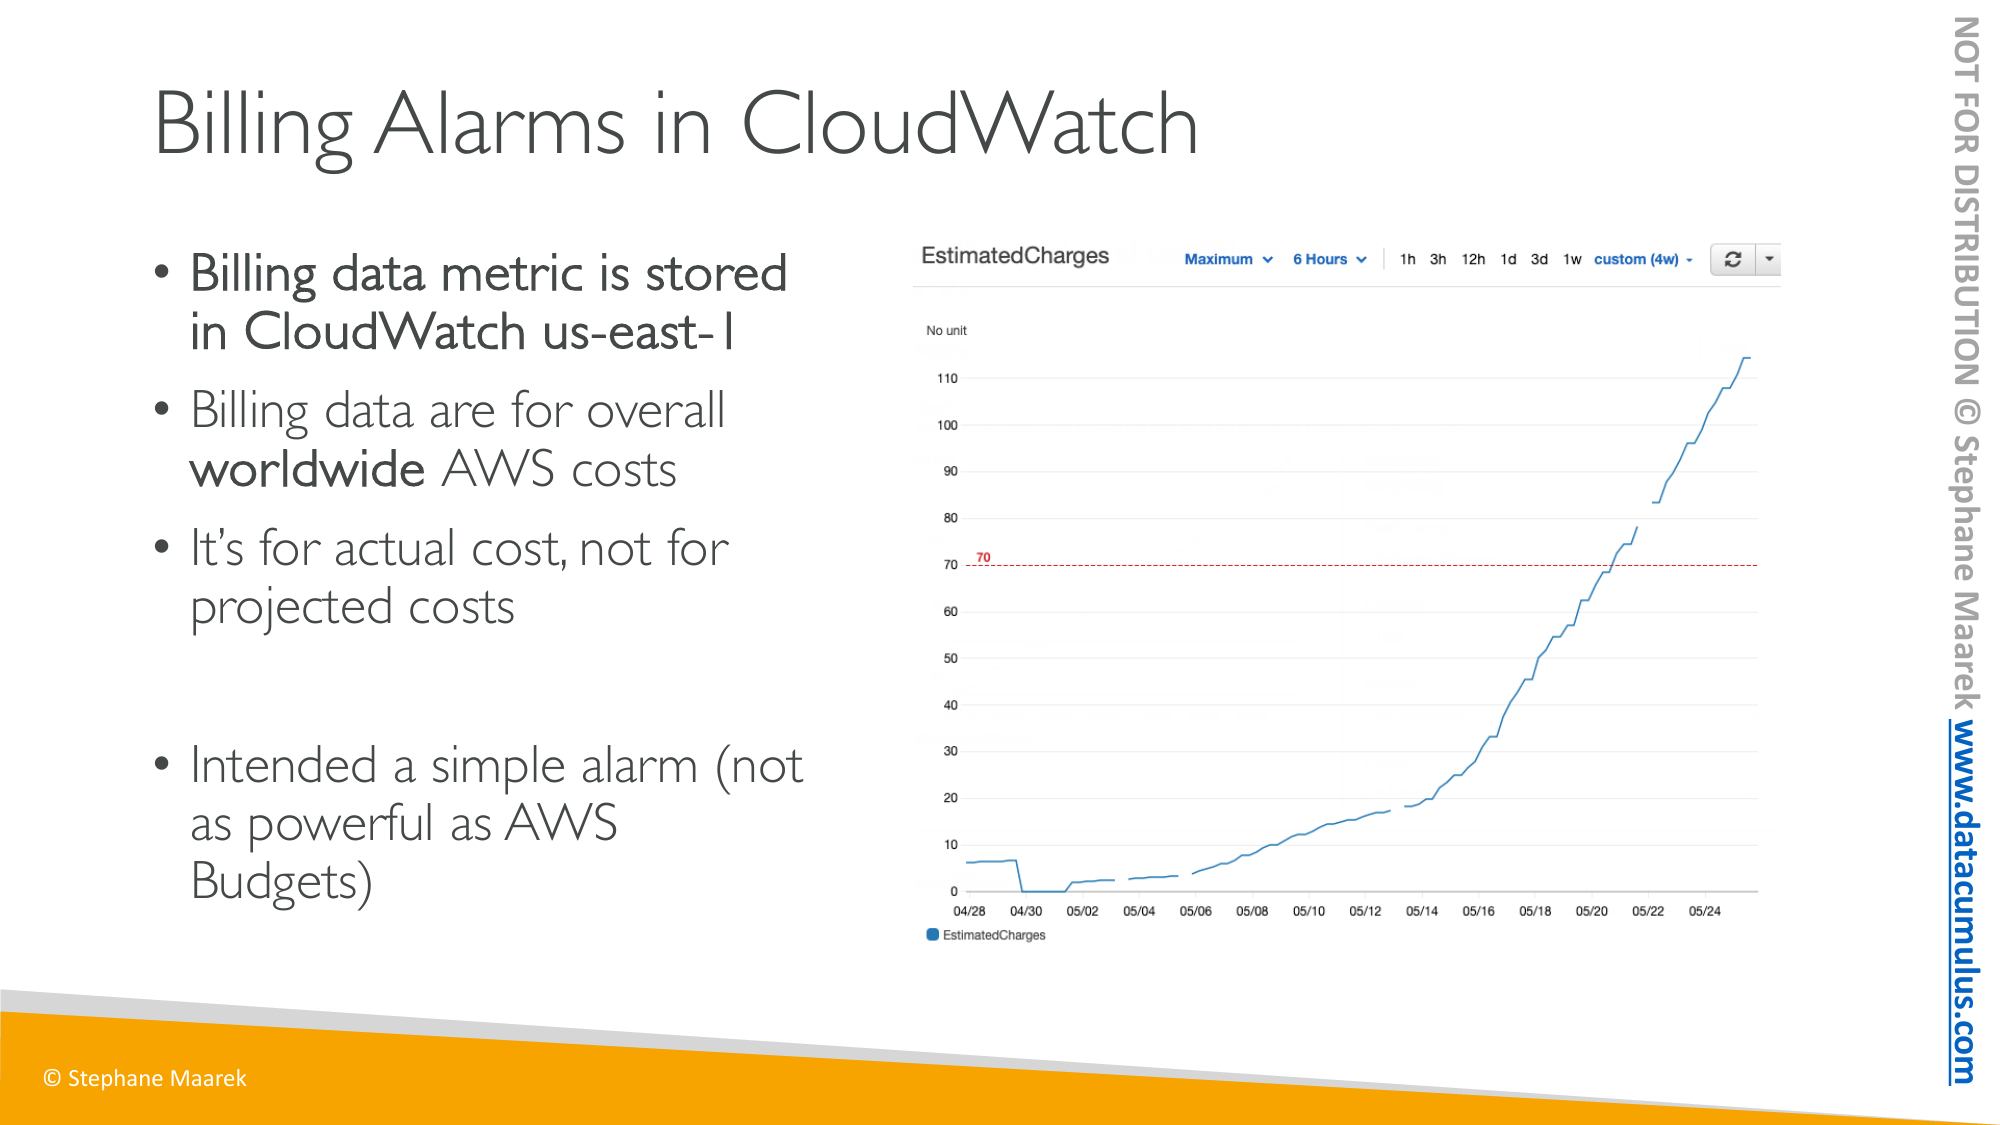 Billing Alarms in CloudWatch
• Billing data metric is stored
in CloudWatch us-east-1
• Billing data are for overall
worldwide AWS costs
• It’s for actual cost, not for
projected costs
• Intended a simple alarm (not
as powerful as AWS
Budgets)
EstimatedCharges
Maximum 6 Hours 1h 3h 12h 1d 3d 1w custom (4w)
No unit
110
100
90
80
70
70
60
50
40
30
20
10
0
04/28 04/30 05/02 05/04 05/06 05/08 05/10 05/12 05/14 05/16 05/18 05/20 05/22 05/24
EstimatedCharges
© Stephane Maarek
NOT FOR DISTRIBUTION © Stephane Maarek www.datacumulus.com